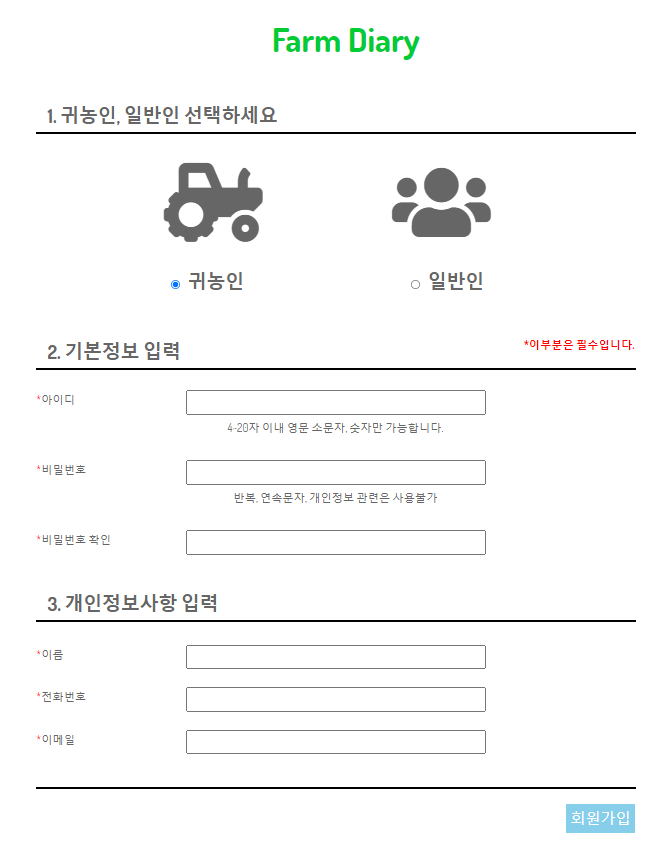 Farm Diary
1. 귀농인, 일반인 선택하세요
귀농인
일반인
2. 기본정보 입력
*이부분은 필수입니다.
*아이디
4~20자 이내 영문 소문자, 숫자만 가능합니다.
*비밀번호
반복, 연속문자, 개인정보 관련은 사용불가
*비밀번호 확인
3. 개인정보사항 입력
*이름
*전화번호
*이메일
회원가입